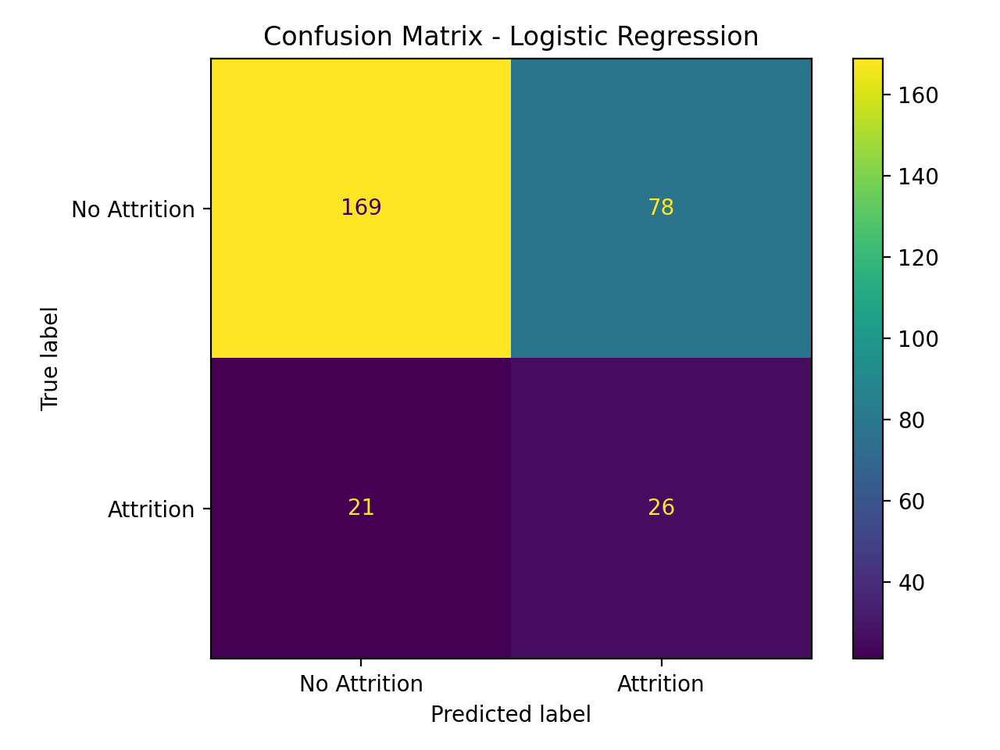 Confusion Matrix - Logistic Regression
No Attrition
169
78
Attrition
21
26
No Attrition
Attrition
Predicted label
True label
160
140
120
100
80
60
40